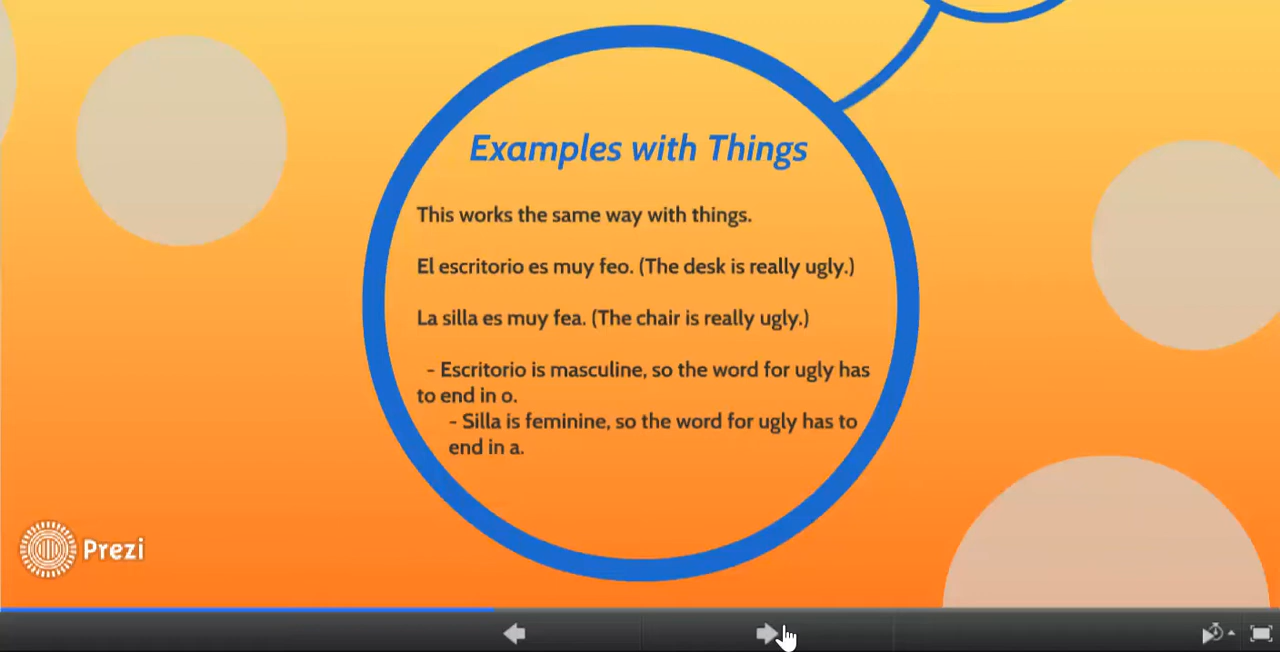 Examples with Things
This works the same way with things.
El escritorio es muy feo. (The desk is really ugly.)
La silla es muy fea. (The chair is really ugly.)
- Escritorio is masculine, so the word for ugly has
to end in o.
- Silla is feminine, so the word for ugly has to
end in a.
Prezi